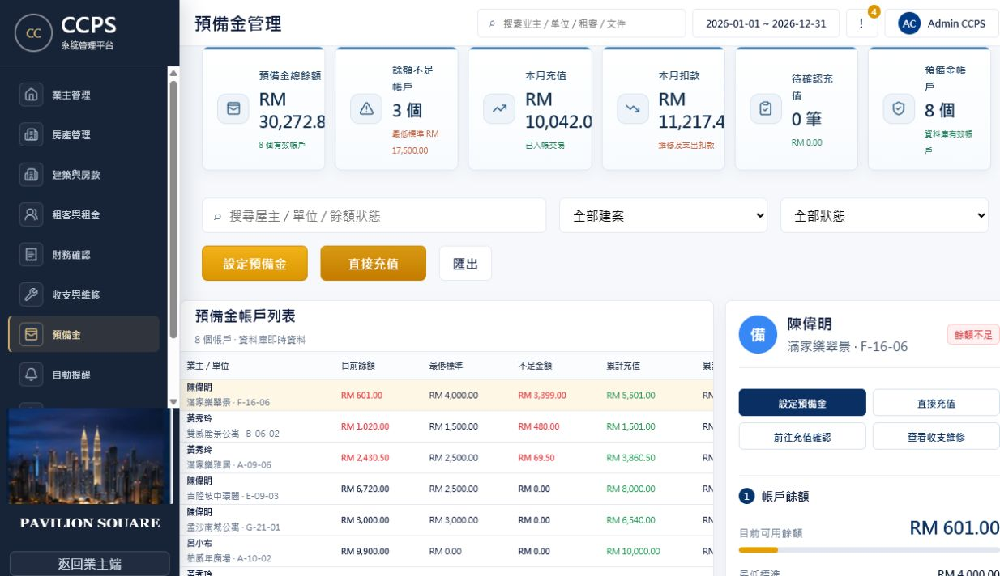 CC
CCPS
系統管理平台
業主管理
房產管理
建築與房款
租客與租金
財務確認
收支與維修
預備金
自動提醒
PAVILION SQUARE
返回業主端
預備金管理
搜索业主 / 单位 / 租客 / 文件
2026-01-01 ~ 2026-12-31
!
4
AC
Admin CCPS
預備金總餘額
RM
30,272.8
8 個有效帳戶
餘額不足
帳戶
3 個
最低標準 RM
17,500.00
本月充值
RM
10,042.0
已入帳交易
本月扣款
RM
11,217.4
維修及支出扣款
待確認充
值
0 筆
RM 0.00
預備金帳
戶
8 個
資料庫有效帳
戶
搜尋屋主 / 單位 / 餘額狀態
全部建案
全部狀態
設定預備金
直接充值
匯出
預備金帳戶列表
8 個帳戶 · 資料庫即時資料
業主 / 單位 目前餘額 最低標準 不足金額 累計充值 累
陳偉明
滿家樂翠景 · F-16-06
RM 601.00 RM 4,000.00 RM 3,399.00 RM 5,501.00 RM
黃秀玲
雙威麗景公寓 · B-06-02
RM 1,020.00 RM 1,500.00 RM 480.00 RM 1,501.00 RM
黃秀玲
滿家樂雅居 · A-09-06
RM 2,430.50 RM 2,500.00 RM 69.50 RM 3,860.50 RM
陳偉明
吉隆坡中環閣 · E-09-03
RM 6,720.00 RM 2,500.00 RM 0.00 RM 8,000.00 RM
陳偉明
孟沙南城公寓 · G-21-01
RM 3,000.00 RM 3,000.00 RM 0.00 RM 6,540.00 RM
呂小布
柏威年廣場 · A-10-02
RM 9,900.00 RM 0.00 RM 0.00 RM 10,000.00 RM
黃秀玲
備
陳偉明
滿家樂翠景 · F-16-06
餘額不足
設定預備金
直接充值
前往充值確認
查看收支維修
1 帳戶餘額
目前可用餘額
RM 601.00
最低標準
RM 4,000.00